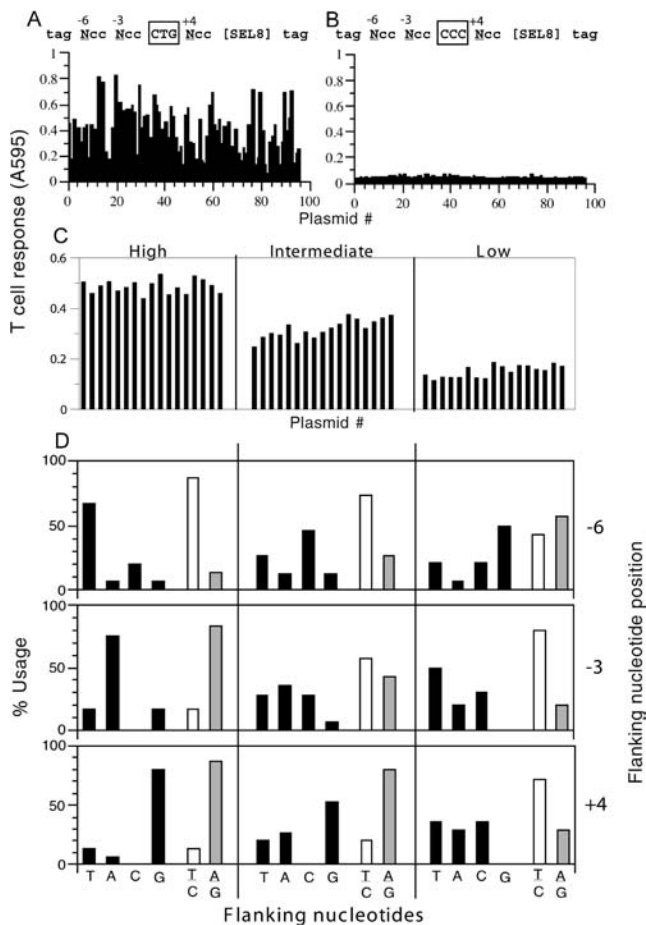 A
B
-6 -3 +4
tag Ncc Ncc CTG Ncc [SEL8] tag
-6 -3 +4
tag Ncc Ncc CCC Ncc [SEL8] tag
1
0.8
0.6
0.4
0.2
0
0 20 40 60 80 100
1
0.8
0.6
0.4
0.2
0
0 20 40 60 80 100
Plasmid #
T cell response (A595)
C
High Intermediate Low
0.6
0.4
0.2
0
Plasmid #
D
100
50
0
-6
100
50
0
-3
100
50
0
+4
% Usage
Flanking nucleotide position
T A C G T/C A/G T A C G T/C A/G T A C G T/C A/G
Flanking nucleotides